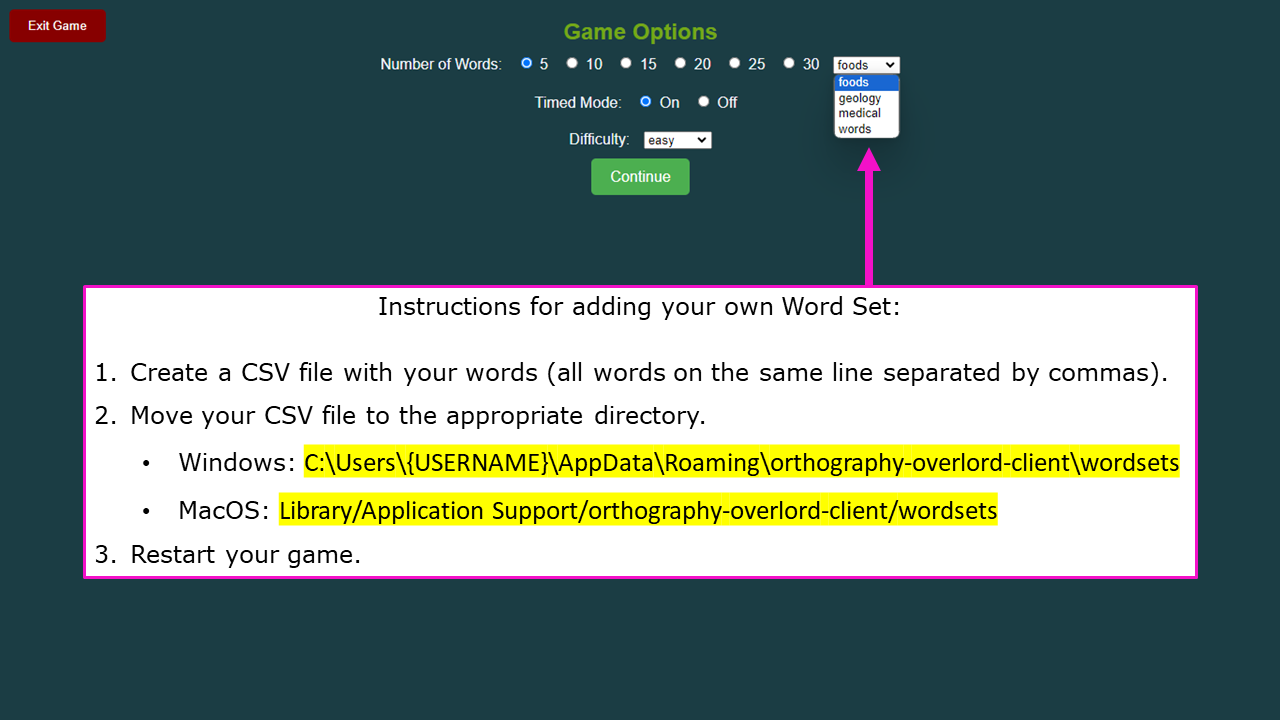 Exit Game
Game Options
Number of Words: 5 10 15 20 25 30 foods
foods
geology
medical
words
Timed Mode: On Off
Difficulty: easy
Continue
Instructions for adding your own Word Set:
1. Create a CSV file with your words (all words on the same line separated by commas).
2. Move your CSV file to the appropriate directory.
• Windows: C:\Users\{USERNAME}\AppData\Roaming\orthography-overlord-client\wordsets
• MacOS: Library/Application Support/orthography-overlord-client/wordsets
3. Restart your game.